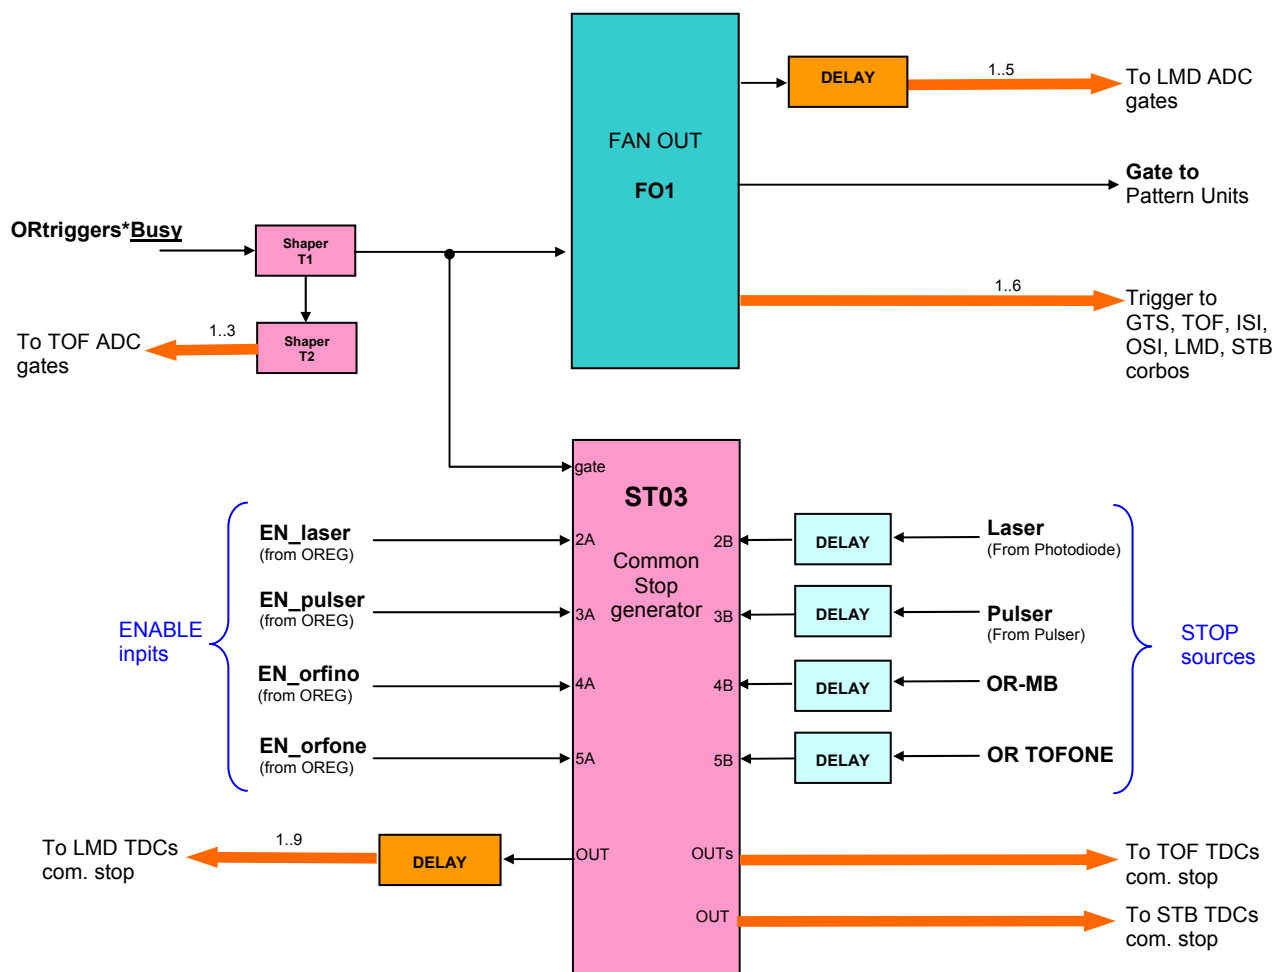 DELAY
1..5
To LMD ADC
gates
FAN OUT
FO1
Gate to
Pattern Units
ORtriggers*Busy
Shaper
T1
1..6
Trigger to
GTS, TOF, ISI,
OSI, LMD, STB
corbos
To TOF ADC
gates
1..3
Shaper
T2
gate
ST03
Common
Stop
generator
ENABLE
inpits
EN_laser
(from OREG)
2A
2B
DELAY
Laser
(From Photodiode)
EN_pulser
(from OREG)
3A
3B
DELAY
Pulser
(From Pulser)
STOP
sources
EN_orfino
(from OREG)
4A
4B
DELAY
OR-MB
EN_orfone
(from OREG)
5A
5B
DELAY
OR TOFONE
To LMD TDCs
com. stop
1..9
DELAY
OUT
OUTs
To TOF TDCs
com. stop
OUT
To STB TDCs
com. stop